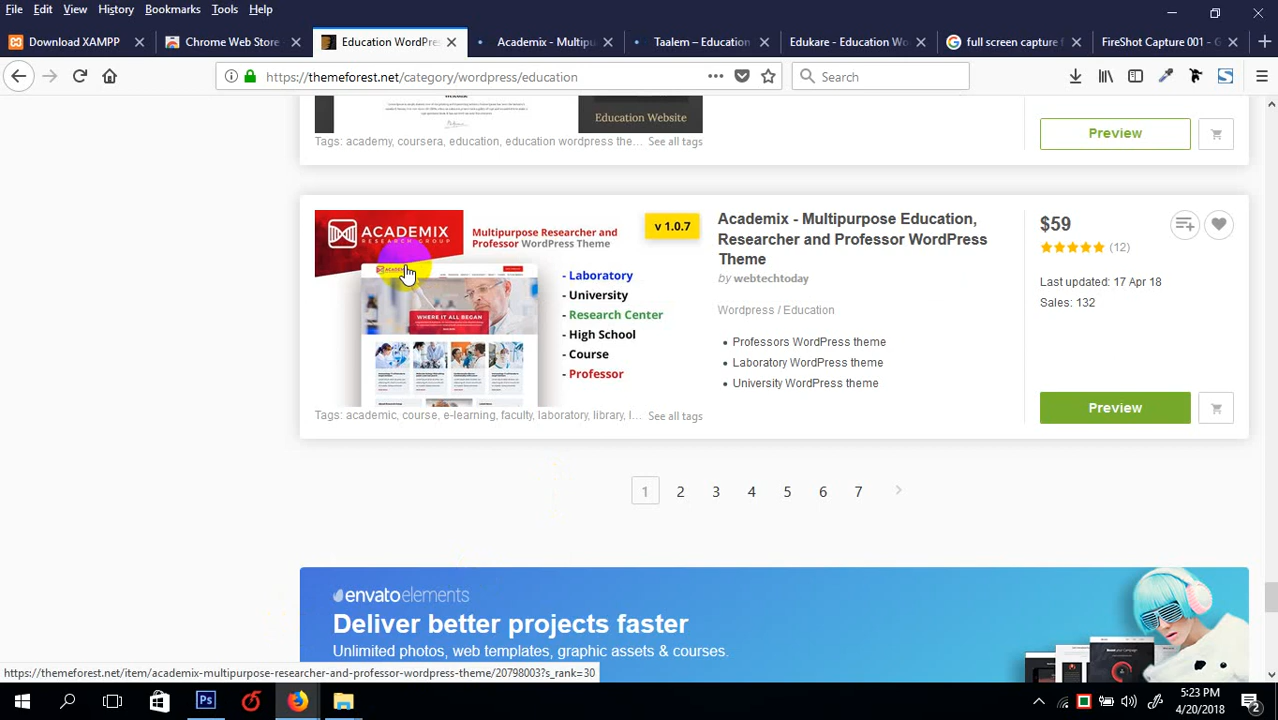 File Edit View History Bookmarks Tools Help
Download XAMPP
Chrome Web Store -
Education WordPre
Academix - Multipu
Taalem – Education
Edukare - Education Wo
full screen capture f
FireShot Capture 001 - G
https://themeforest.net/category/wordpress/education
Search
Education Website
Tags: academy, coursera, education, education wordpress the...
See all tags
Preview
ACADEMIX
RESEARCH GROUP
Multipurpose Researcher and
Professor WordPress Theme
v 1.0.7
WHERE IT ALL BEGAN
- Laboratory
- University
- Research Center
- High School
- Course
- Professor
Tags: academic, course, e-learning, faculty, laboratory, library, l...
See all tags
Academix - Multipurpose Education,
Researcher and Professor WordPress
Theme
by webtechtoday
Wordpress / Education
Professors WordPress theme
Laboratory WordPress theme
University WordPress theme
$59
(12)
Last updated: 17 Apr 18
Sales: 132
Preview
1 2 3 4 5 6 7
envatoelements
Deliver better projects faster
Unlimited photos, web templates, graphic assets & courses.
https://themeforest.net/item/academix-multipurpose-researcher-and-professor-wordpress-theme/20798003?s_rank=30
Ps
5:23 PM
4/20/2018
2